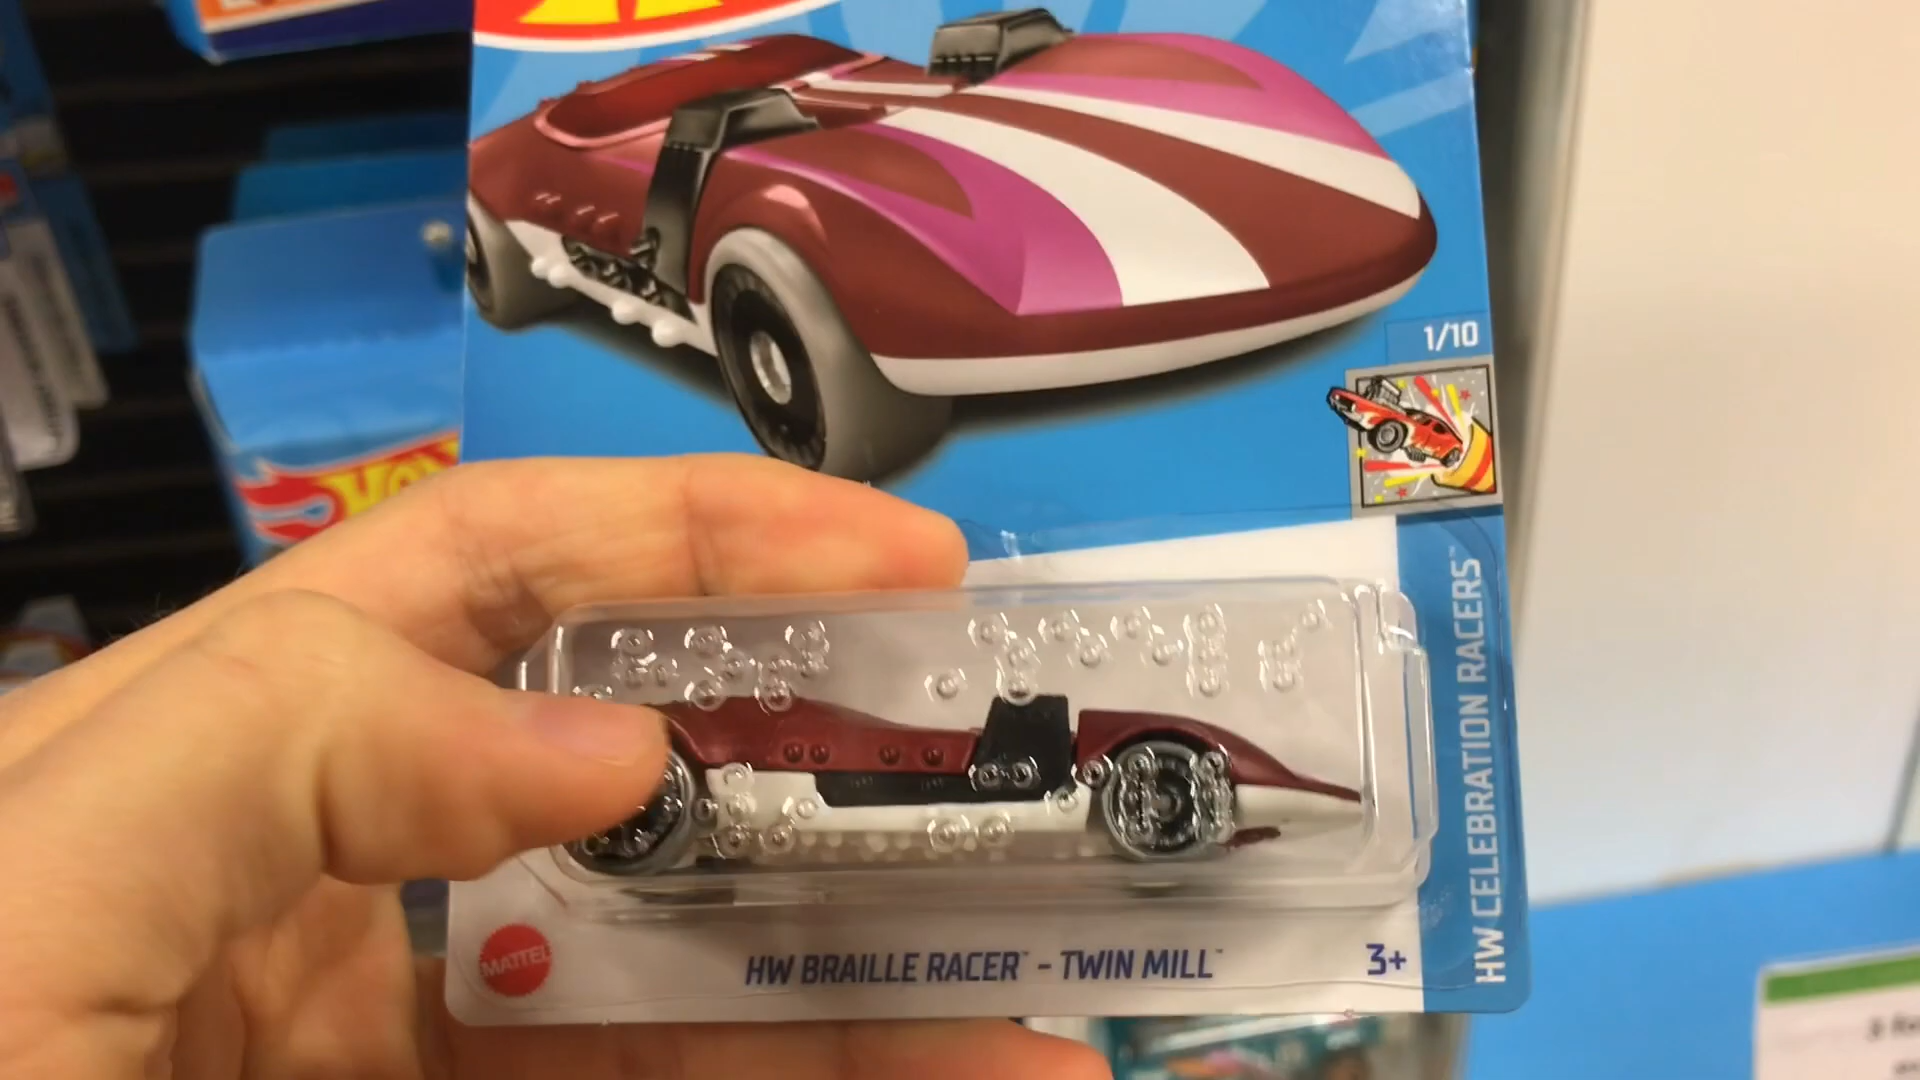 1/10
HW CELEBRATION RACERS™
MATTEL
HW BRAILLE RACER™ - TWIN MILL™
3+